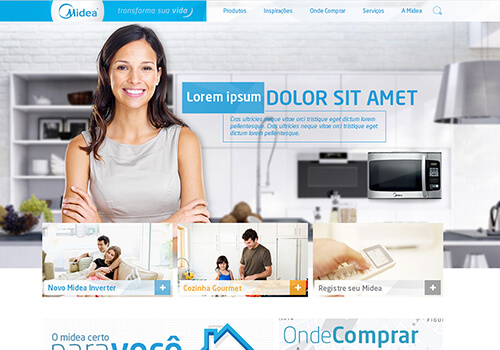 Midea
transforma sua vida
Produtos
Inspirações
Onde Comprar
Serviços
A Midea
Lorem ipsum DOLOR SIT AMET
Cras ultricies neque vitae orci tristique eget dictum lorem
pellentesque. Cras ultricies neque vitae orci tristique eget
dictum lorem pellentesque.
Novo Midea Inverter +
Cozinha Gourmet +
Registre seu Midea +
O midea certo
para você
Onde Comprar